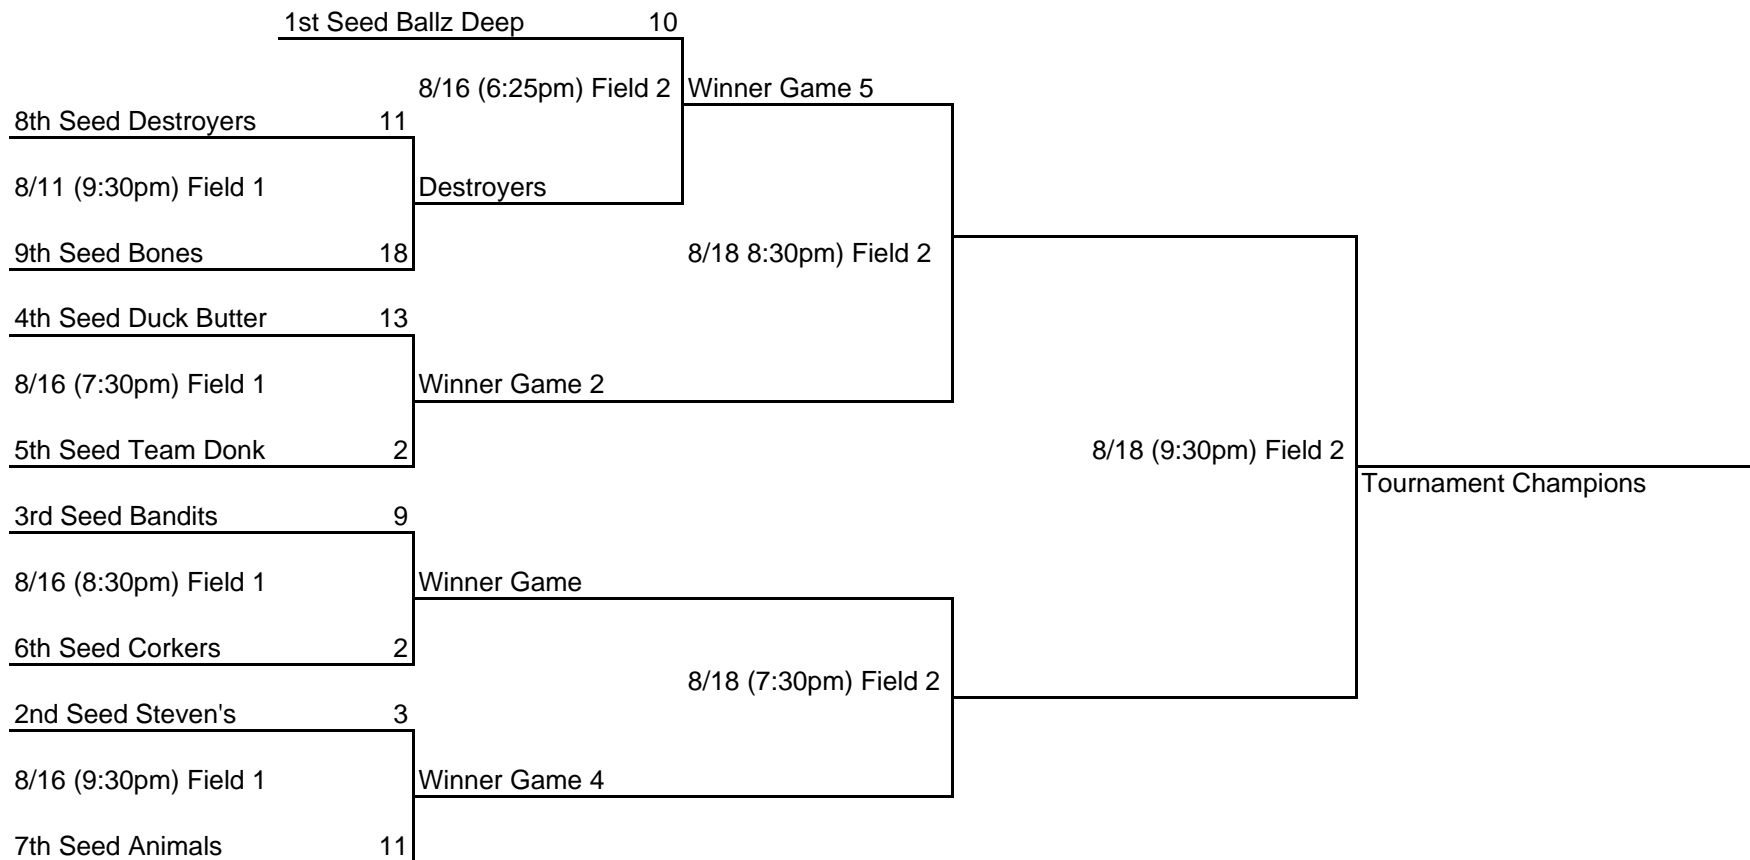 1st Seed Ballz Deep 10
8/16 (6:25pm) Field 2 Winner Game 5
8th Seed Destroyers 11
8/11 (9:30pm) Field 1 Destroyers
9th Seed Bones 18 8/18 8:30pm) Field 2
4th Seed Duck Butter 13
8/16 (7:30pm) Field 1 Winner Game 2
5th Seed Team Donk 2 8/18 (9:30pm) Field 2
Tournament Champions
3rd Seed Bandits 9
8/16 (8:30pm) Field 1 Winner Game
6th Seed Corkers 2
8/18 (7:30pm) Field 2
2nd Seed Steven's 3
8/16 (9:30pm) Field 1 Winner Game 4
7th Seed Animals 11